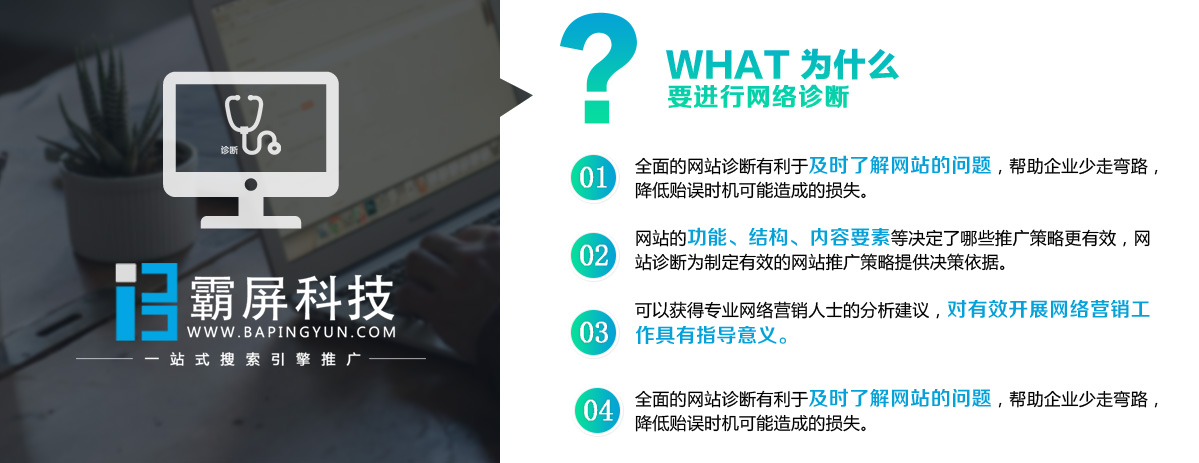 诊断
霸屏科技
WWW.BAPINGYUN.COM
一站式搜索引擎推广
?
WHAT 为什么
要进行网络诊断
01
全面的网站诊断有利于及时了解网站的问题，帮助企业少走弯路，
降低贻误时机可能造成的损失。
02
网站的功能、结构、内容要素等决定了哪些推广策略更有效，网
站诊断为制定有效的网站推广策略提供决策依据。
03
可以获得专业网络营销人士的分析建议，对有效开展网络营销工
作具有指导意义。
04
全面的网站诊断有利于及时了解网站的问题，帮助企业少走弯路，
降低贻误时机可能造成的损失。